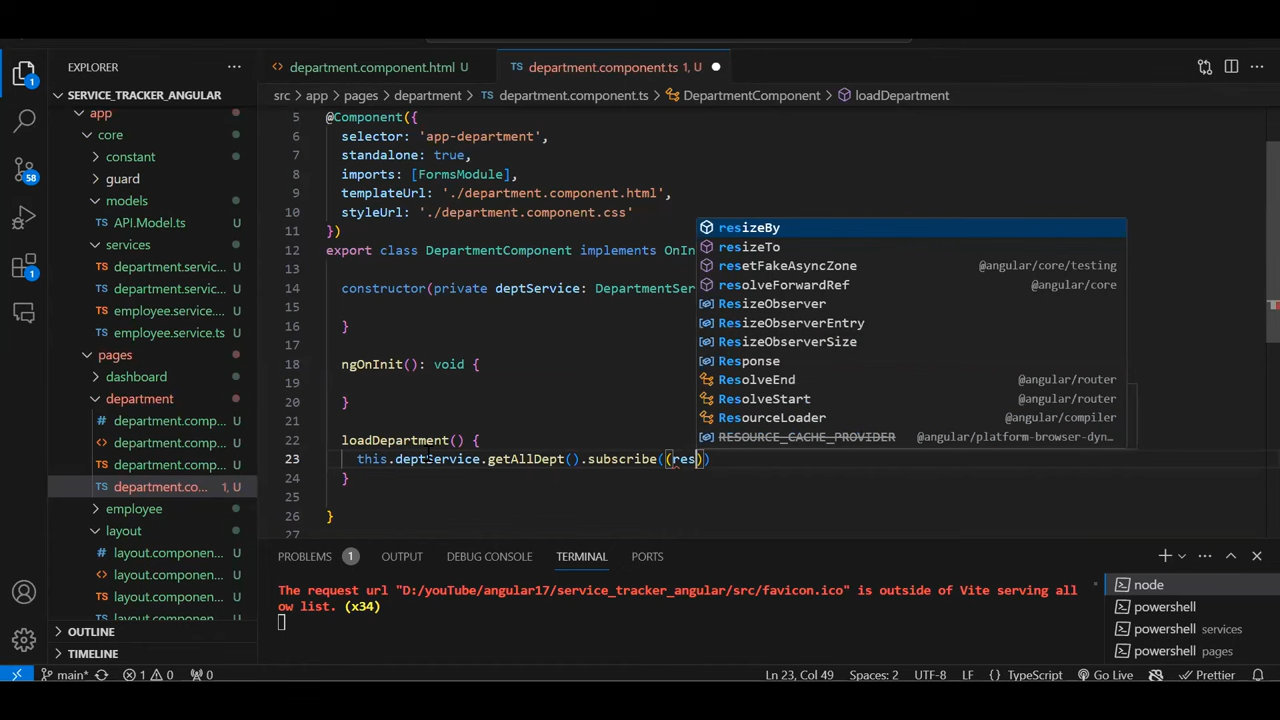 EXPLORER
SERVICE_TRACKER_ANGULAR
app
core
constant
guard
models
API.Model.ts
services
department.servic... U
department.servic... U
employee.service... U
employee.service.ts U
pages
dashboard
department
department.comp... U
department.comp... U
department.comp... U
department.co... 1, U
employee
layout
layout.componen... U
layout.componen... U
layout.componen... U
OUTLINE
TIMELINE
1
58
1
department.component.html U
TS department.component.ts 1, U
src > app > pages > department > TS department.component.ts > DepartmentComponent > loadDepartment
5 @Component({
6 selector: 'app-department',
7 standalone: true,
8 imports: [FormsModule],
9 templateUrl: './department.component.html',
10 styleUrl: './department.component.css'
11 })
12 export class DepartmentComponent implements OnIn
13
14 constructor(private deptService: DepartmentSer
15
16 }
17
18 ngOnInit(): void {
19
20 }
21
22 loadDepartment() {
23 this.deptService.getAllDept().subscribe((res))
24 }
25
26 }
27
resizeBy
resizeTo
resetFakeAsyncZone @angular/core/testing
resolveForwardRef @angular/core
ResizeObserver
ResizeObserverEntry
ResizeObserverSize
Response
ResolveEnd @angular/router
ResolveStart @angular/router
ResourceLoader @angular/compiler
RESOURCE_CACHE_PROVIDER @angular/platform-browser-dyn...
PROBLEMS 1 OUTPUT DEBUG CONSOLE TERMINAL PORTS
The request url "D:/youTube/angular17/service_tracker_angular/src/favicon.ico" is outside of Vite serving all
ow list. (x34)
node
powershell
powershell services
powershell pages
main* 1 0 0 Ln 23, Col 49 Spaces: 2 UTF-8 LF {} TypeScript Go Live Prettier